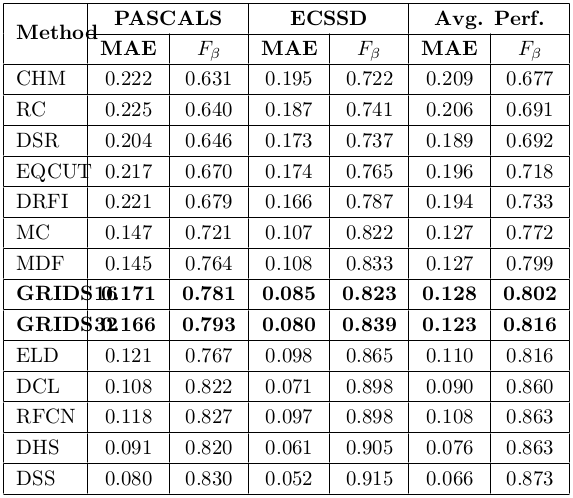 Method PASCALS ECSSD Avg. Perf.
MAE Fβ MAE Fβ MAE Fβ
CHM 0.222 0.631 0.195 0.722 0.209 0.677
RC 0.225 0.640 0.187 0.741 0.206 0.691
DSR 0.204 0.646 0.173 0.737 0.189 0.692
EQCUT 0.217 0.670 0.174 0.765 0.196 0.718
DRFI 0.221 0.679 0.166 0.787 0.194 0.733
MC 0.147 0.721 0.107 0.822 0.127 0.772
MDF 0.145 0.764 0.108 0.833 0.127 0.799
GRIDS16 0.171 0.781 0.085 0.823 0.128 0.802
GRIDS32 0.166 0.793 0.080 0.839 0.123 0.816
ELD 0.121 0.767 0.098 0.865 0.110 0.816
DCL 0.108 0.822 0.071 0.898 0.090 0.860
RFCN 0.118 0.827 0.097 0.898 0.108 0.863
DHS 0.091 0.820 0.061 0.905 0.076 0.863
DSS 0.080 0.830 0.052 0.915 0.066 0.873